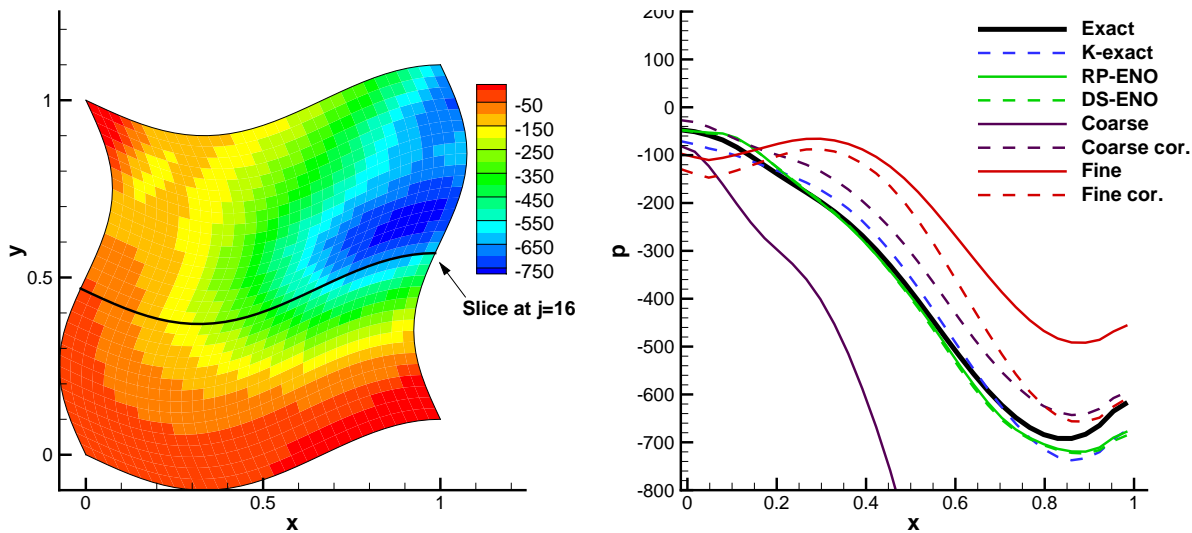 y
1
0.5
0
0
0.5
1
x
-50
-150
-250
-350
-450
-550
-650
-750
Slice at j=16
p
200
100
0
-100
-200
-300
-400
-500
-600
-700
-800
0
0.2
0.4
0.6
0.8
1
x
Exact
K-exact
RP-ENO
DS-ENO
Coarse
Coarse cor.
Fine
Fine cor.